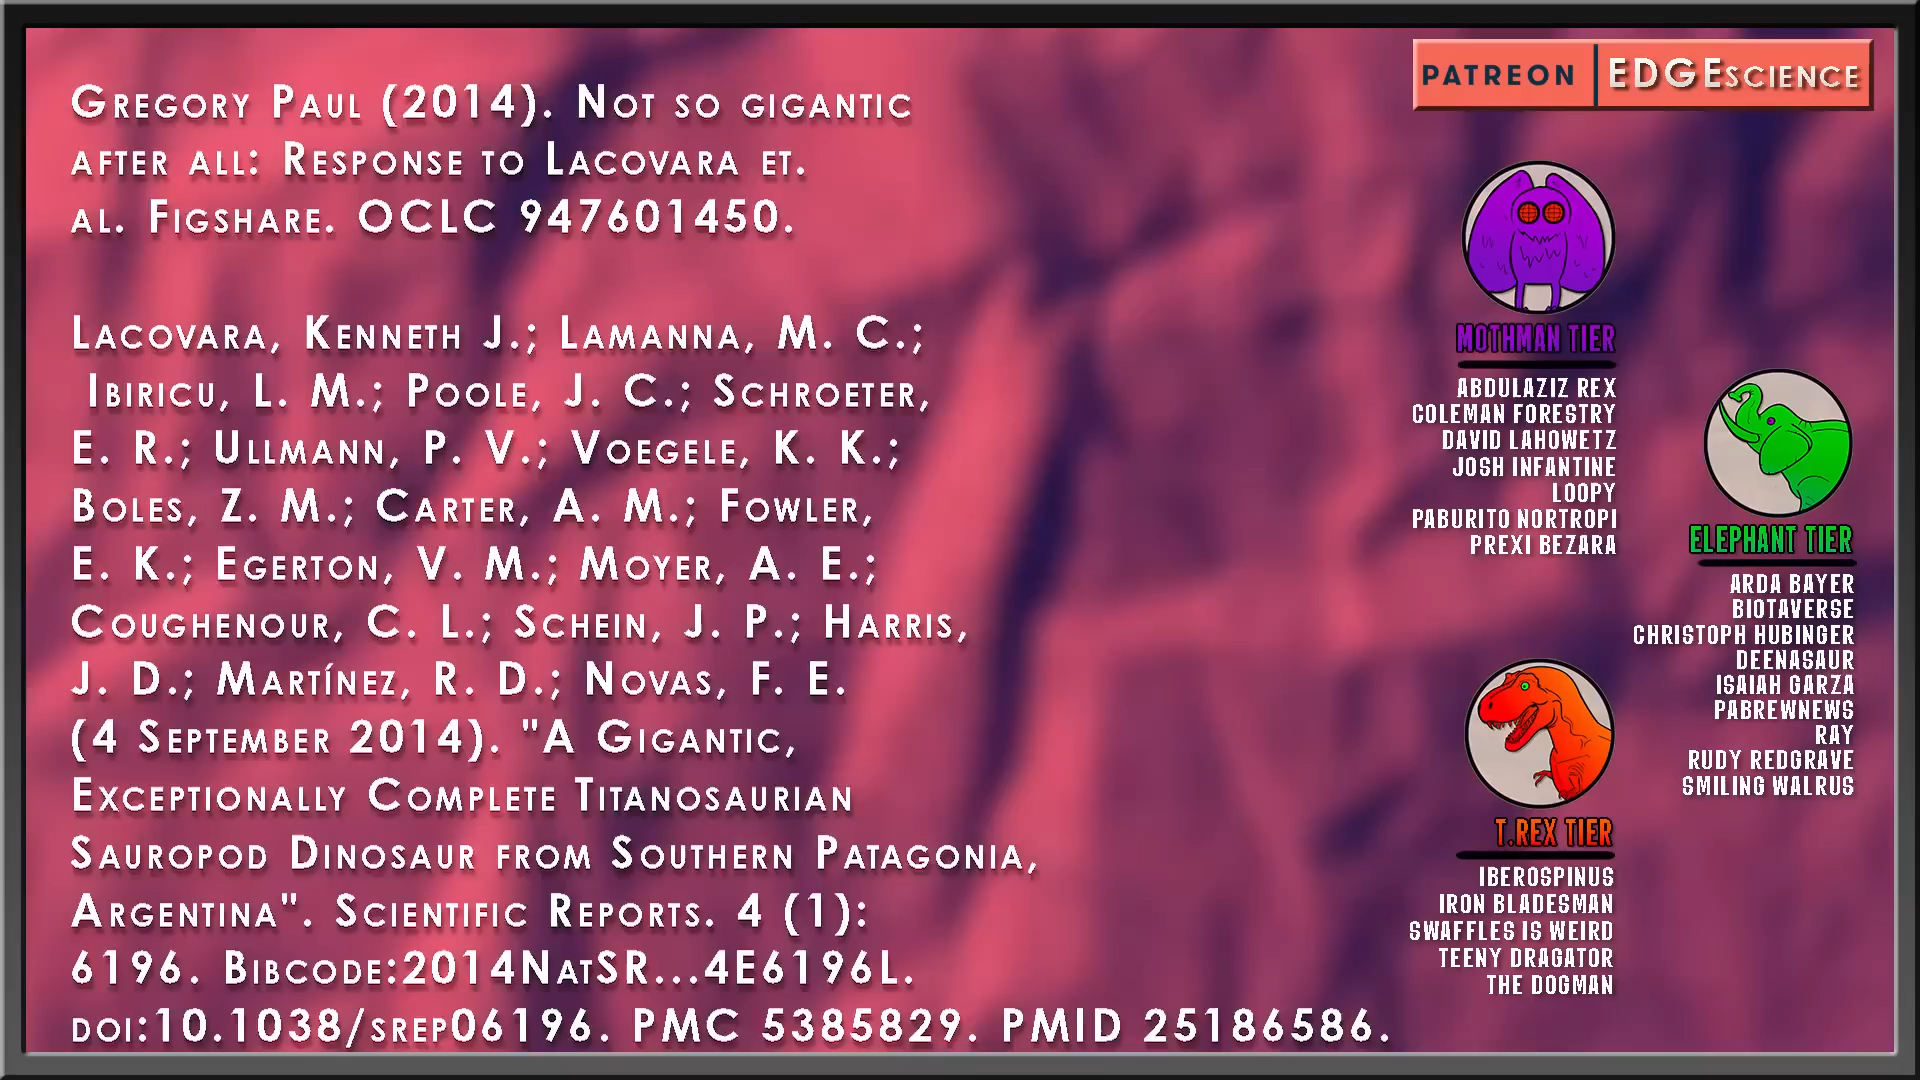 Gregory Paul (2014). Not so gigantic
after all: Response to Lacovara et.
al. Figshare. OCLC 947601450.
Lacovara, Kenneth J.; Lamanna, M. C.;
Ibiricu, L. M.; Poole, J. C.; Schroeter,
E. R.; Ullmann, P. V.; Voegele, K. K.;
Boles, Z. M.; Carter, A. M.; Fowler,
E. K.; Egerton, V. M.; Moyer, A. E.;
Coughenour, C. L.; Schein, J. P.; Harris,
J. D.; Martínez, R. D.; Novas, F. E.
(4 September 2014). "A Gigantic,
Exceptionally Complete Titanosaurian
Sauropod Dinosaur from Southern Patagonia,
Argentina". Scientific Reports. 4 (1):
6196. Bibcode:2014NatSR...4E6196L.
doi:10.1038/srep06196. PMC 5385829. PMID 25186586.
PATREON | EDGEscience
MOTHMAN TIER
ABDULAZIZ REX
COLEMAN FORESTRY
DAVID LAHOWETZ
JOSH INFANTINE
LOOPY
PABURITO NORTROPI
PREXI BEZARA
ELEPHANT TIER
ARDA BAYER
BIOTAVERSE
CHRISTOPH HUBINGER
DEENASAUR
ISAIAH GARZA
PABREWNEWS
RAY
RUDY REDGRAVE
SMILING WALRUS
T.REX TIER
IBEROSPINUS
IRON BLADESMAN
SWAFFLES IS WEIRD
TEENY DRAGATOR
THE DOGMAN